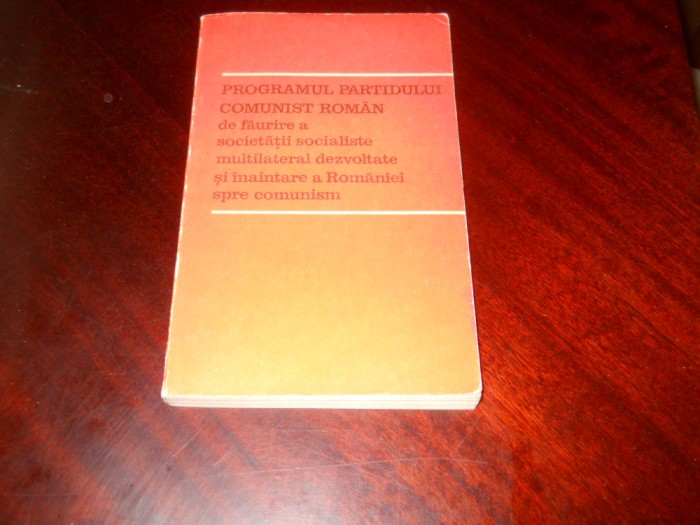 PROGRAMUL PARTIDULUI
COMUNIST ROMÂN
de făurire a
societății socialiste
multilateral dezvoltate
și înaintare a României
spre comunism